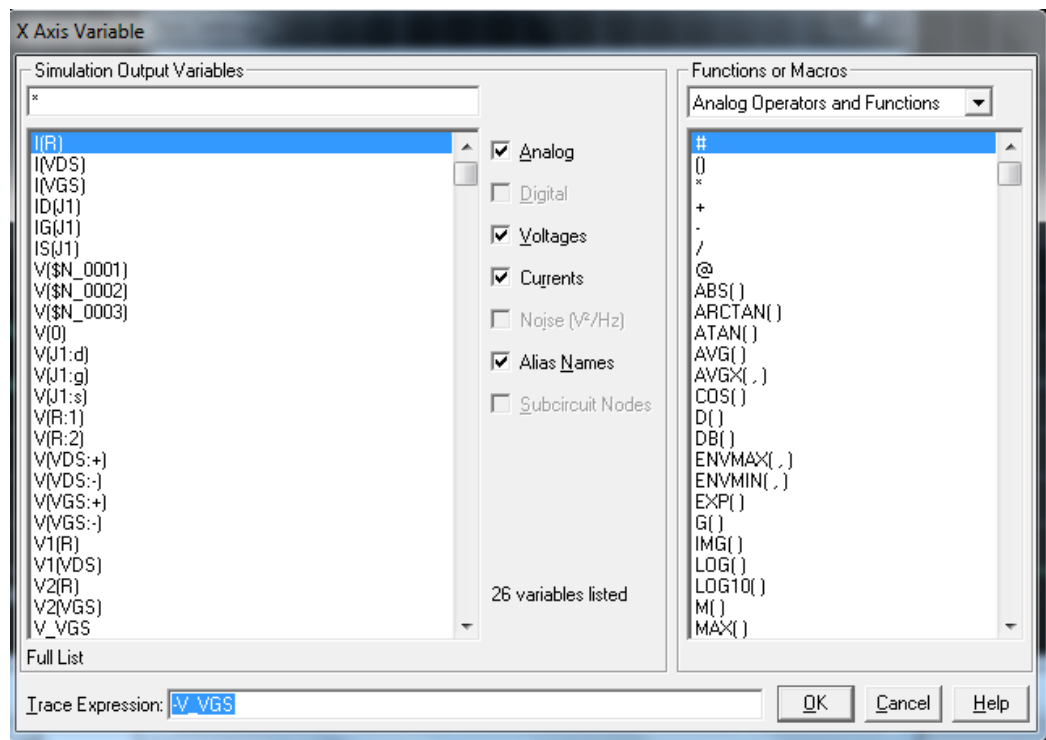 X Axis Variable
Simulation Output Variables
*
I(R)
I(VDS)
I(VGS)
ID(J1)
IG(J1)
IS(J1)
V($N_0001)
V($N_0002)
V($N_0003)
V(0)
V(J1:d)
V(J1:g)
V(J1:s)
V(R:1)
V(R:2)
V(VDS:+)
V(VDS:-)
V(VGS:+)
V(VGS:-)
V1(R)
V1(VDS)
V2(R)
V2(VGS)
V_VGS
Full List
Analog
Digital
Voltages
Currents
Noise (V²/Hz)
Alias Names
Subcircuit Nodes
26 variables listed
Functions or Macros
Analog Operators and Functions
#
()
*
+
-
/
@
ABS( )
ARCTAN( )
ATAN( )
AVG( )
AVGX( , )
COS( )
D( )
DB( )
ENVMAX( , )
ENVMIN( , )
EXP( )
G( )
IMG( )
LOG( )
LOG10( )
M( )
MAX( )
Trace Expression: -V_VGS
OK
Cancel
Help